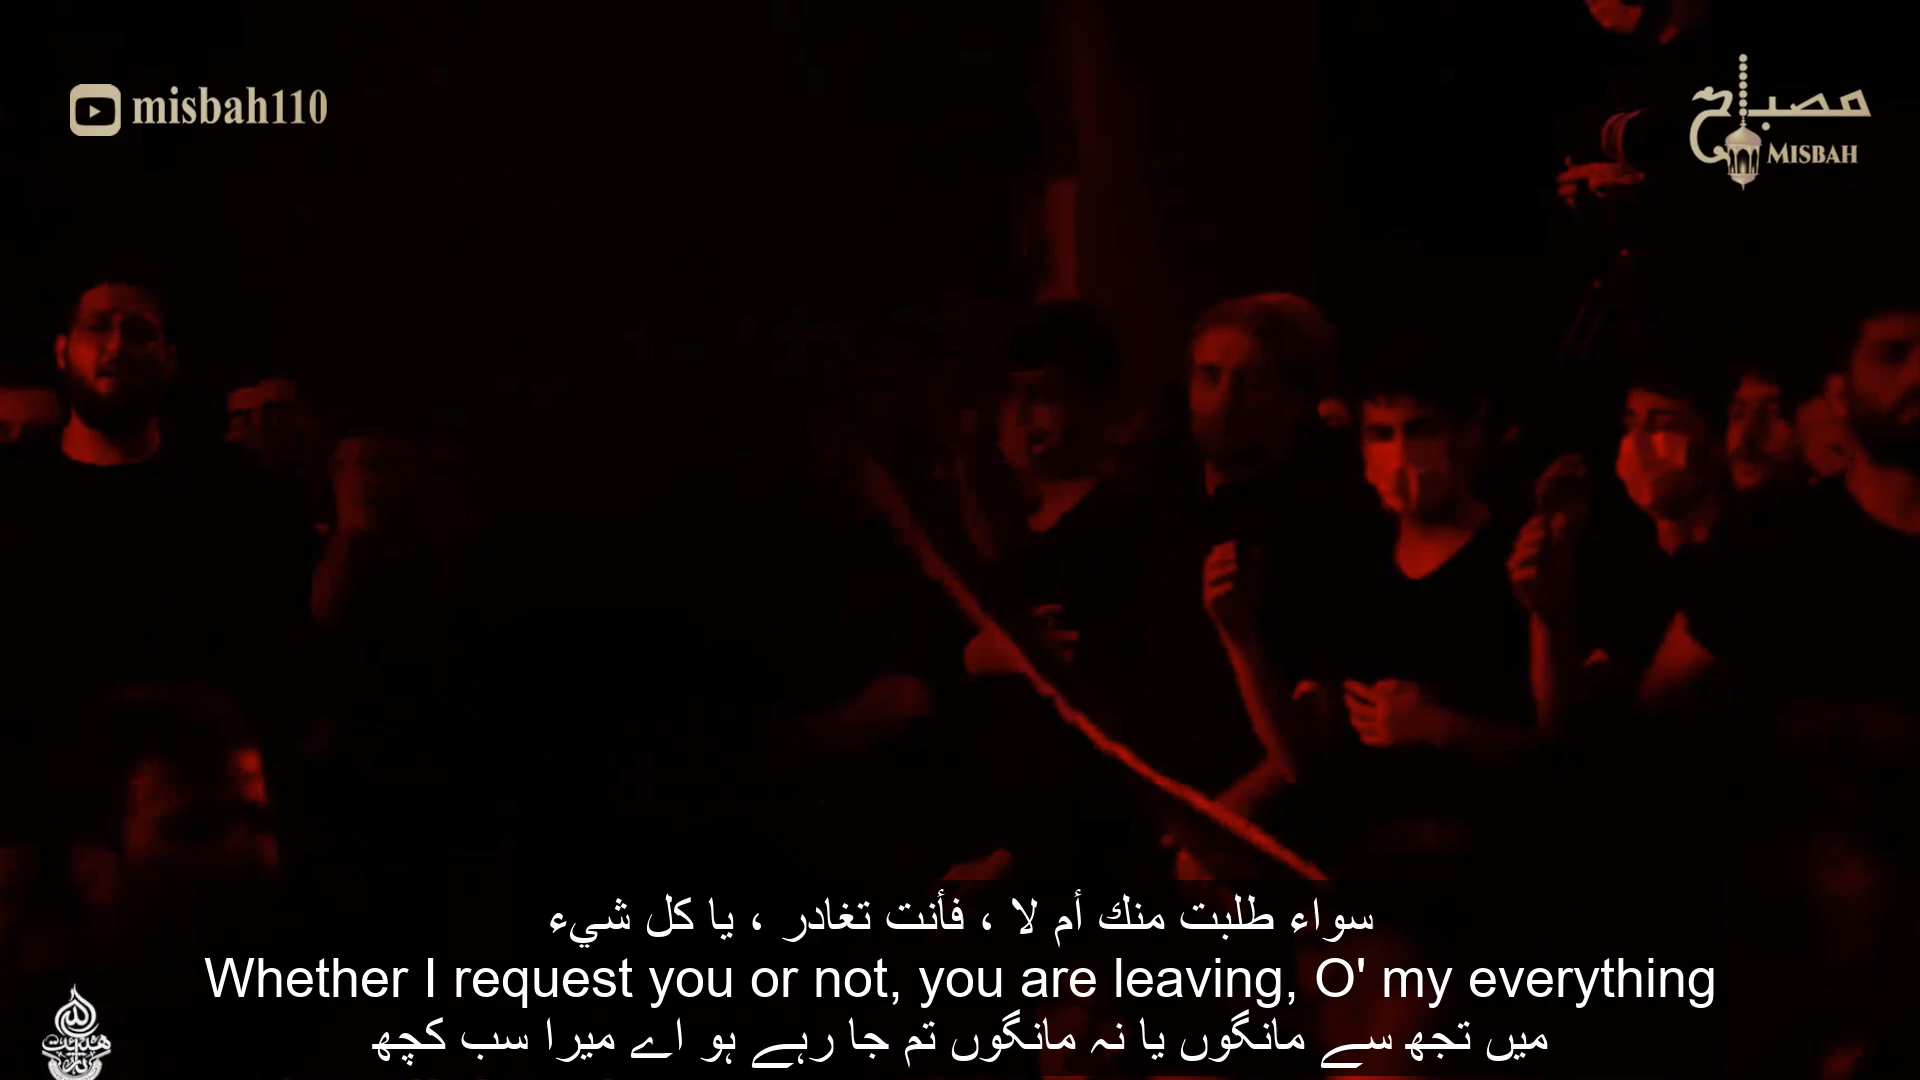 misbah110
مصباح
MISBAH
سواء طلبت منك أم لا ، فأنت تغادر ، يا كل شيء
Whether I request you or not, you are leaving, O' my everything
میں تجھ سے مانگوں یا نہ مانگوں تم جا رہے ہو اے میرا سب کچھ